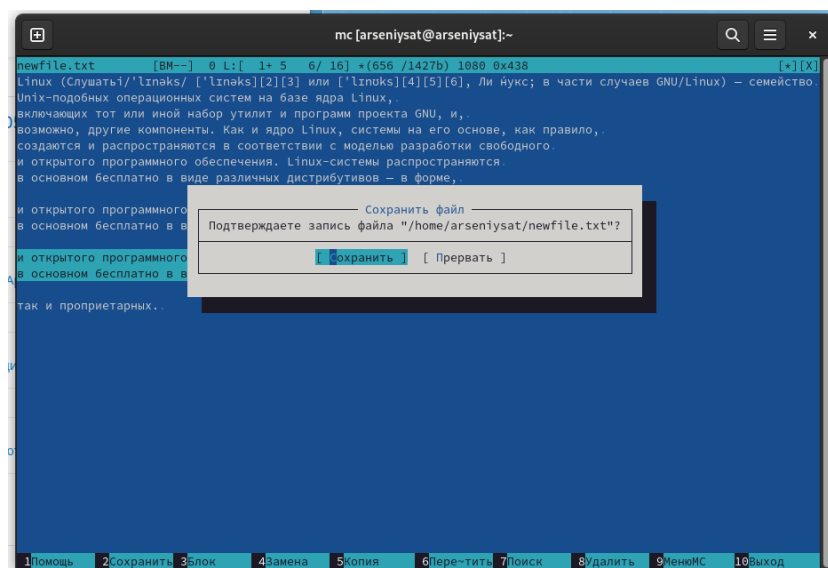 mc [arseniysat@arseniysat]:~
newfile.txt [BM--] 0 L:[ 1+ 5 6/ 16] *(656 /1427b) 1080 0x438 [*][X]
Linux (Слушатьi/'lɪnəks/ ['lɪnəks][2][3] или ['lɪnʊks][4][5][6], Ли́нукс; в части случаев GNU/Linux) — семейство
Unix-подобных операционных систем на базе ядра Linux,.
включающих тот или иной набор утилит и программ проекта GNU, и,.
возможно, другие компоненты. Как и ядро Linux, системы на его основе, как правило,.
создаются и распространяются в соответствии с моделью разработки свободного.
и открытого программного обеспечения. Linux-системы распространяются.
в основном бесплатно в виде различных дистрибутивов — в форме,.
и открытого программного
в основном бесплатно в в
и открытого программного
в основном бесплатно в в
так и проприетарных..
Сохранить файл
Подтверждаете запись файла "/home/arseniysat/newfile.txt"?
[ Сохранить ] [ Прервать ]
1Помощь 2Сохранить 3Блок 4Замена 5Копия 6Пере~тить 7Поиск 8Удалить 9МенюMC 10Выход